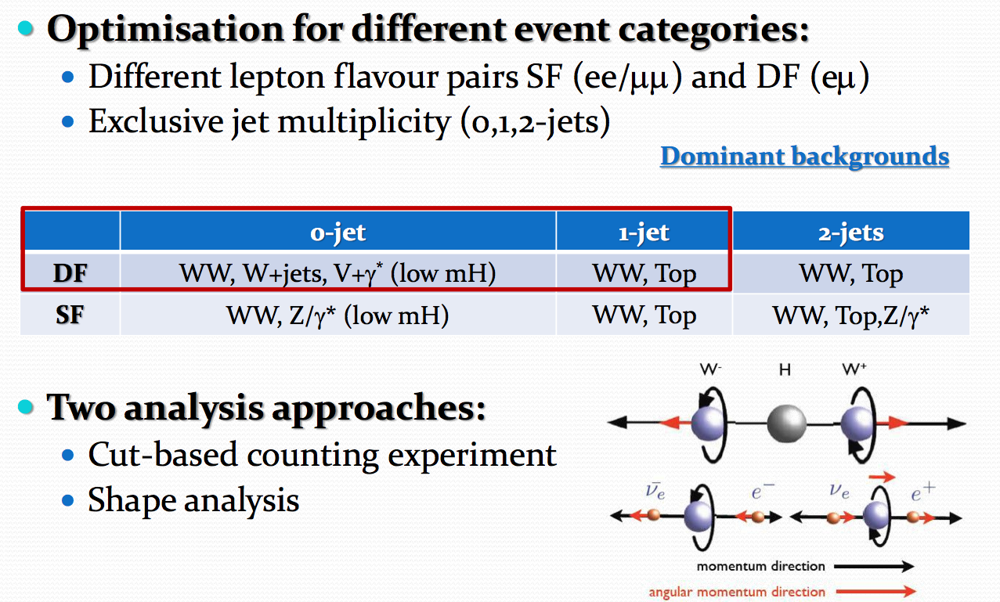 Optimisation for different event categories:
Different lepton flavour pairs SF (ee/μμ) and DF (eμ)
Exclusive jet multiplicity (0,1,2-jets)
Dominant backgrounds
0-jet 1-jet 2-jets
DF WW, W+jets, V+γ* (low mH) WW, Top WW, Top
SF WW, Z/γ* (low mH) WW, Top WW, Top,Z/γ*
W- H W+
Two analysis approaches:
Cut-based counting experiment
Shape analysis
ν̄e e− νe e+
momentum direction
angular momentum direction